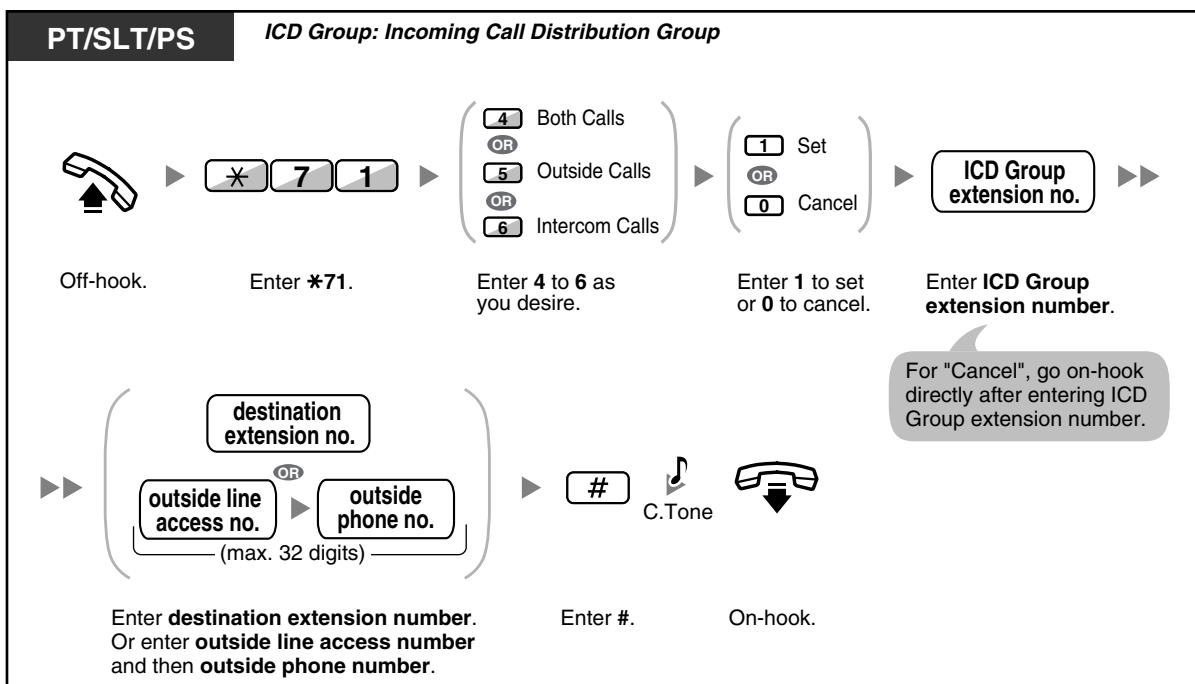 PT/SLT/PS
ICD Group: Incoming Call Distribution Group
4 Both Calls
OR
5 Outside Calls
OR
6 Intercom Calls
1 Set
OR
0 Cancel
* 7 1
ICD Group
extension no.
Off-hook.
Enter *71.
Enter 4 to 6 as
you desire.
Enter 1 to set
or 0 to cancel.
Enter ICD Group
extension number.
For "Cancel", go on-hook
directly after entering ICD
Group extension number.
destination
extension no.
OR
outside line
access no.
outside
phone no.
(max. 32 digits)
#
C.Tone
Enter destination extension number.
Or enter outside line access number
and then outside phone number.
Enter #.
On-hook.